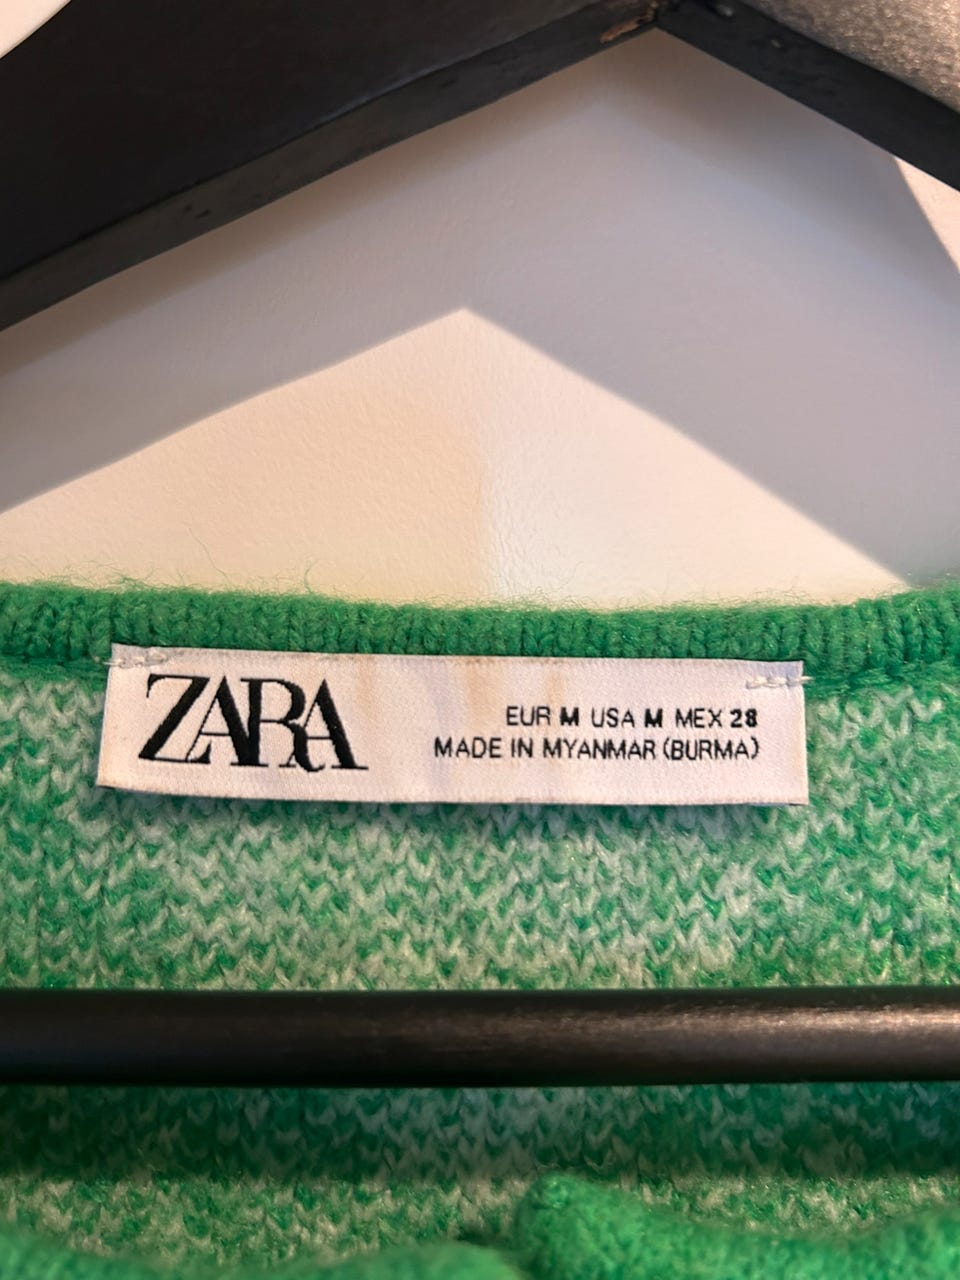 ZARA
EUR M USA M MEX 28
MADE IN MYANMAR (BURMA)